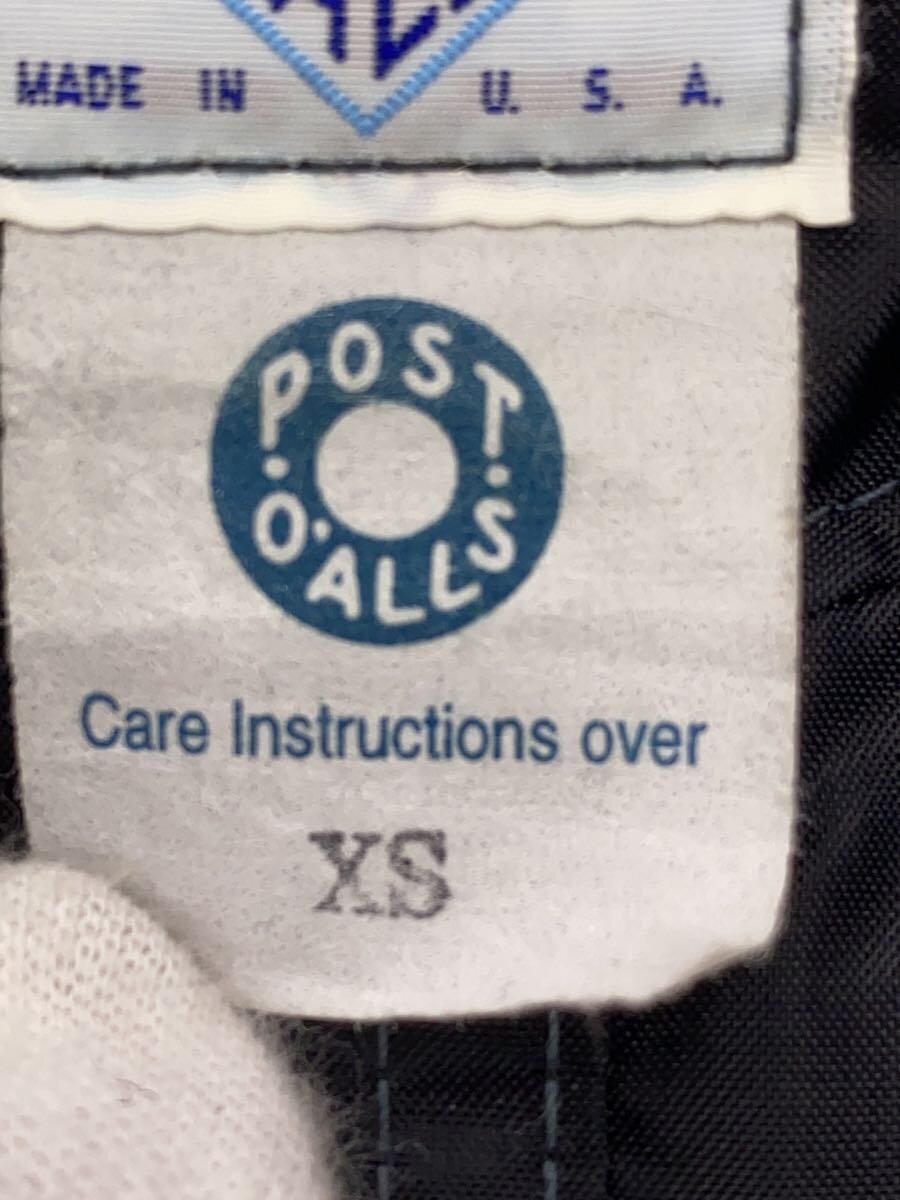 MADE IN U. S. A.
POST
O'ALLS
Care Instructions over
XS